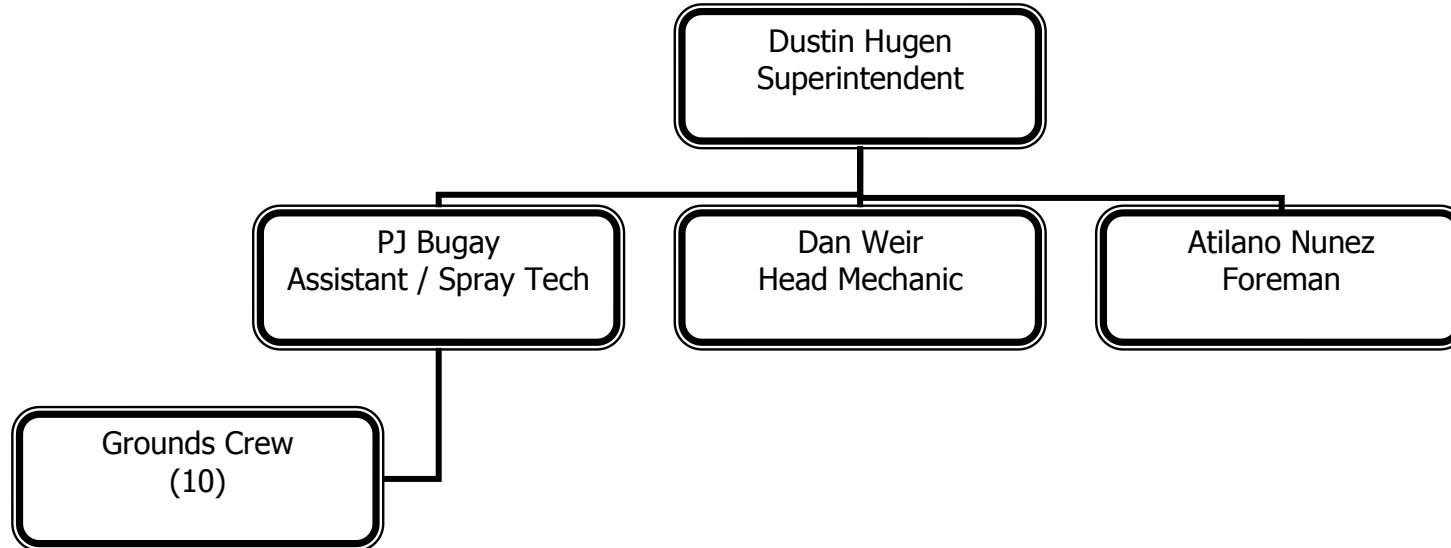 Dustin Hugen
Superintendent
PJ Bugay
Assistant / Spray Tech
Dan Weir
Head Mechanic
Atilano Nunez
Foreman
Grounds Crew
(10)